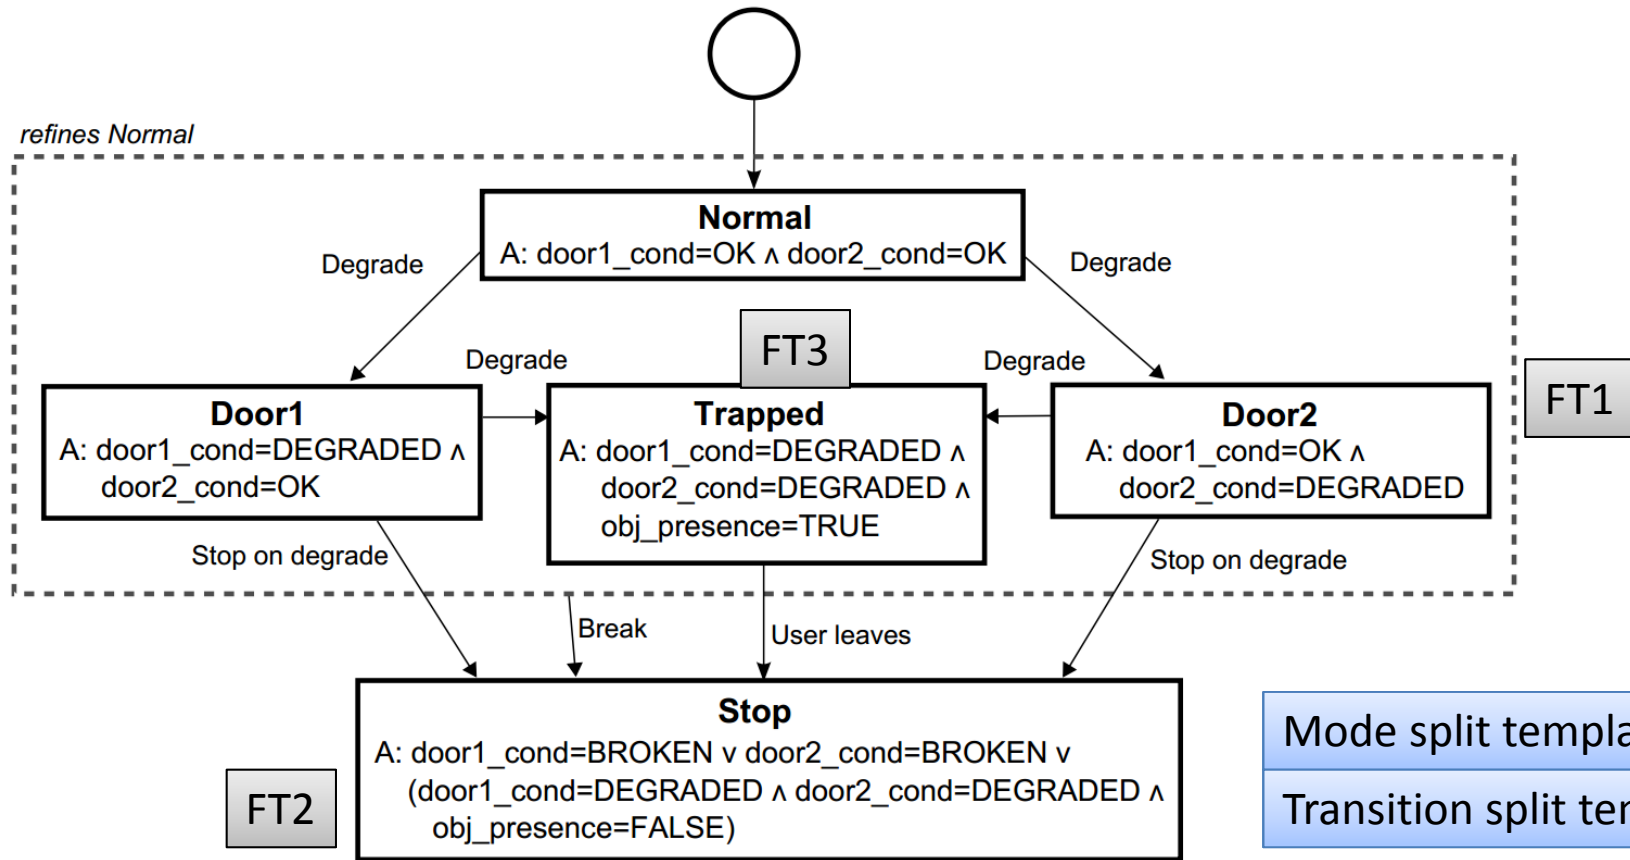 refines Normal
Normal
A: door1_cond=OK ∧ door2_cond=OK
Degrade
Degrade
FT3
Degrade
Degrade
FT1
Door1
A: door1_cond=DEGRADED ∧
door2_cond=OK
Trapped
A: door1_cond=DEGRADED ∧
door2_cond=DEGRADED ∧
obj_presence=TRUE
Door2
A: door1_cond=OK ∧
door2_cond=DEGRADED
Stop on degrade
Stop on degrade
Break
User leaves
Stop
A: door1_cond=BROKEN ∨ door2_cond=BROKEN ∨
(door1_cond=DEGRADED ∧ door2_cond=DEGRADED ∧
obj_presence=FALSE)
FT2
Mode split
Transition split